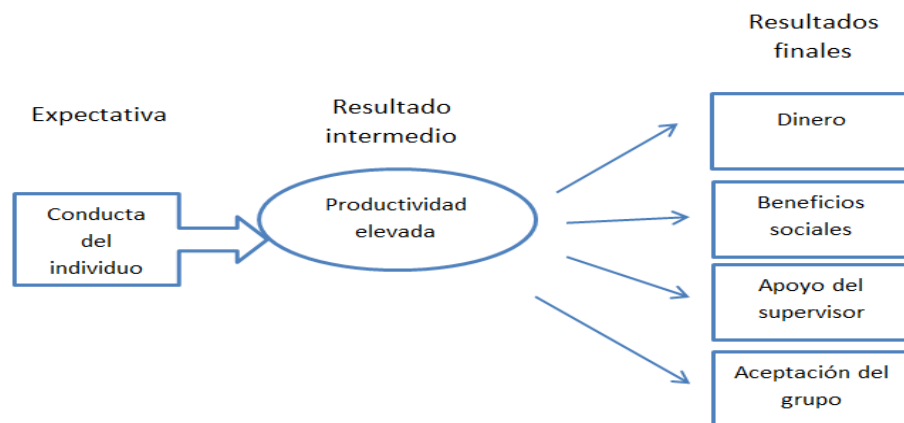 Expectativa
Conducta
del
individuo
Resultado
intermedio
Productividad
elevada
Resultados
finales
Dinero
Beneficios
sociales
Apoyo del
supervisor
Aceptación del
grupo